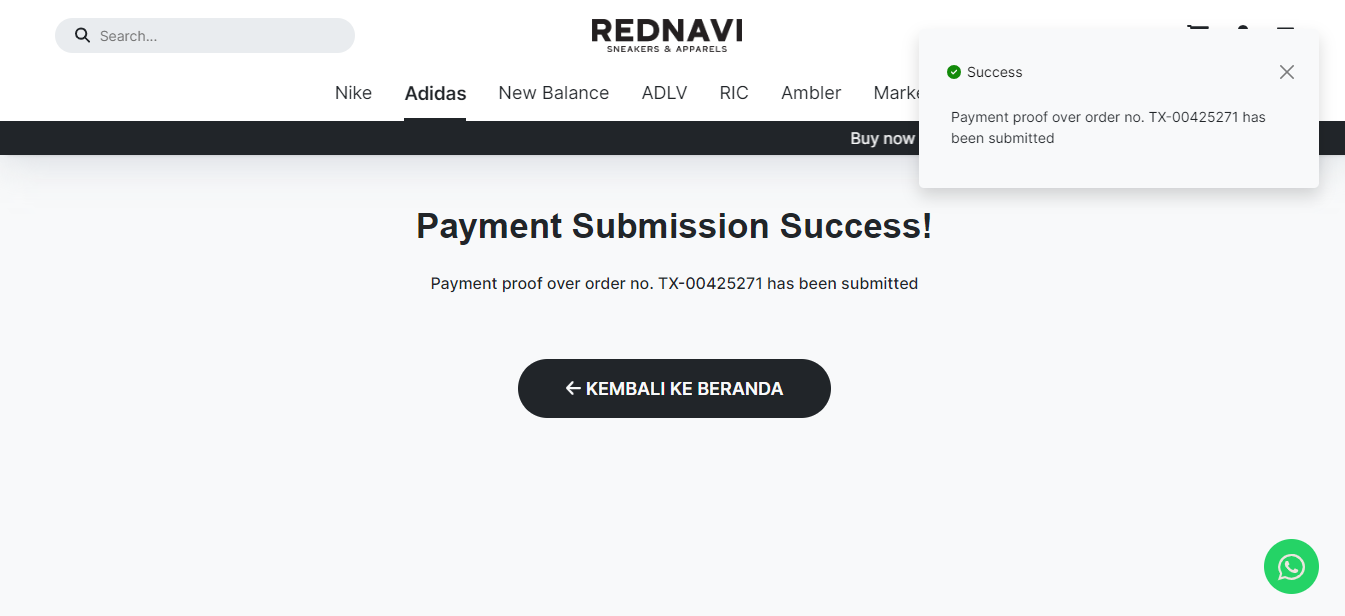 Search...
REDNAVI
SNEAKERS & APPARELS
Nike Adidas New Balance ADLV RIC Ambler
Buy now
Success
Payment proof over order no. TX-00425271 has
been submitted
Payment Submission Success!
Payment proof over order no. TX-00425271 has been submitted
← KEMBALI KE BERANDA